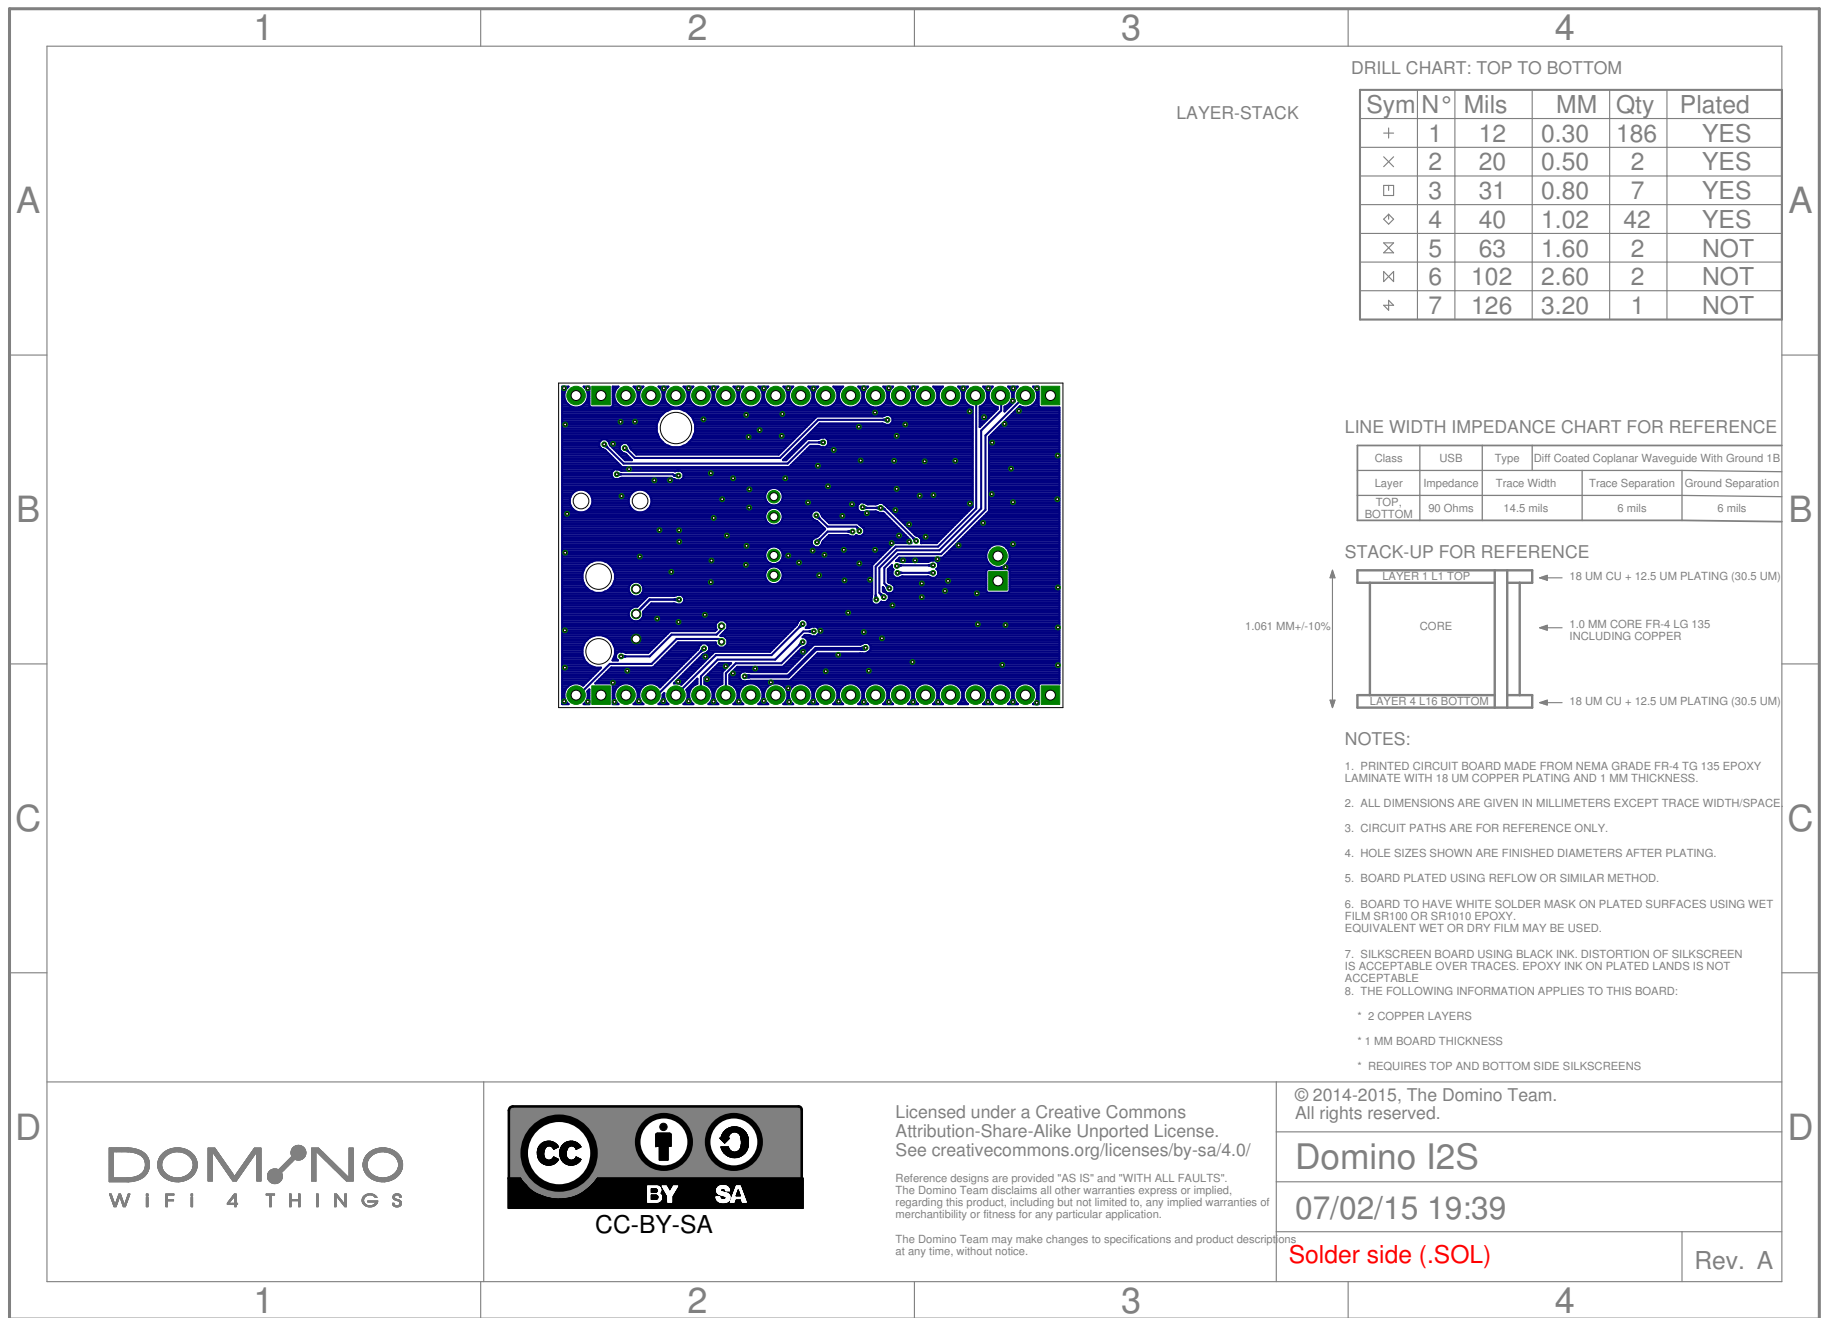 1 2 3 4
DRILL CHART: TOP TO BOTTOM
LAYER-STACK
Sym N° Mils MM Qty Plated
+ 1 12 0.30 186 YES
× 2 20 0.50 2 YES
3 31 0.80 7 YES
4 40 1.02 42 YES
5 63 1.60 2 NOT
6 102 2.60 2 NOT
7 126 3.20 1 NOT
A A
LINE WIDTH IMPEDANCE CHART FOR REFERENCE
Class USB Type Diff Coated Coplanar Waveguide With Ground 1B
Layer Impedance Trace Width Trace Separation Ground Separation
TOP, BOTTOM 90 Ohms 14.5 mils 6 mils 6 mils
B B
STACK-UP FOR REFERENCE
LAYER 1 L1 TOP 18 UM CU + 12.5 UM PLATING (30.5 UM)
1.061 MM+/-10% CORE 1.0 MM CORE FR-4 LG 135
INCLUDING COPPER
LAYER 4 L16 BOTTOM 18 UM CU + 12.5 UM PLATING (30.5 UM)
NOTES:
1. PRINTED CIRCUIT BOARD MADE FROM NEMA GRADE FR-4 TG 135 EPOXY
LAMINATE WITH 18 UM COPPER PLATING AND 1 MM THICKNESS.
2. ALL DIMENSIONS ARE GIVEN IN MILLIMETERS EXCEPT TRACE WIDTH/SPACE
C C
3. CIRCUIT PATHS ARE FOR REFERENCE ONLY.
4. HOLE SIZES SHOWN ARE FINISHED DIAMETERS AFTER PLATING.
5. BOARD PLATED USING REFLOW OR SIMILAR METHOD.
6. BOARD TO HAVE WHITE SOLDER MASK ON PLATED SURFACES USING WET
FILM SR100 OR SR1010 EPOXY.
EQUIVALENT WET OR DRY FILM MAY BE USED.
7. SILKSCREEN BOARD USING BLACK INK. DISTORTION OF SILKSCREEN
IS ACCEPTABLE OVER TRACES. EPOXY INK ON PLATED LANDS IS NOT
ACCEPTABLE
8. THE FOLLOWING INFORMATION APPLIES TO THIS BOARD:
* 2 COPPER LAYERS
* 1 MM BOARD THICKNESS
* REQUIRES TOP AND BOTTOM SIDE SILKSCREENS
D D
DOMINO
WIFI 4 THINGS
cc
BY SA
CC-BY-SA
Licensed under a Creative Commons
Attribution-Share-Alike Unported License.
See creativecommons.org/licenses/by-sa/4.0/
Reference designs are provided "AS IS" and "WITH ALL FAULTS".
The Domino Team disclaims all other warranties express or implied,
regarding this product, including but not limited to, any implied warranties of
merchantibility or fitness for any particular application.
The Domino Team may make changes to specifications and product descriptions
at any time, without notice.
© 2014-2015, The Domino Team.
All rights reserved.
Domino I2S
07/02/15 19:39
Solder side (.SOL)
Rev. A
1 2 3 4